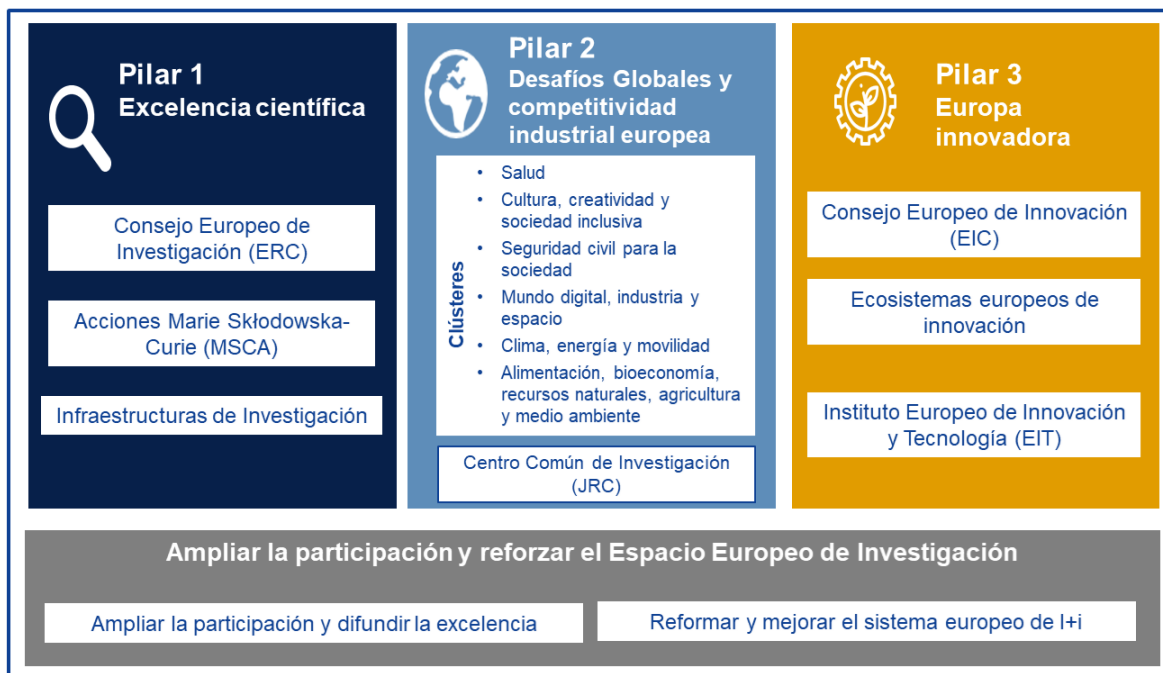 Pilar 1
Excelencia científica
Consejo Europeo de
Investigación (ERC)
Acciones Marie Skłodowska-
Curie (MSCA)
Infraestructuras de Investigación
Pilar 2
Desafíos Globales y
competitividad
industrial europea
Clústeres
• Salud
• Cultura, creatividad y
sociedad inclusiva
• Seguridad civil para la
sociedad
• Mundo digital, industria y
espacio
• Clima, energía y movilidad
• Alimentación, bioeconomía,
recursos naturales, agricultura
y medio ambiente
Centro Común de Investigación
(JRC)
Pilar 3
Europa
innovadora
Consejo Europeo de Innovación
(EIC)
Ecosistemas europeos de
innovación
Instituto Europeo de Innovación
y Tecnología (EIT)
Ampliar la participación y reforzar el Espacio Europeo de Investigación
Ampliar la participación y difundir la excelencia
Reformar y mejorar el sistema europeo de I+i